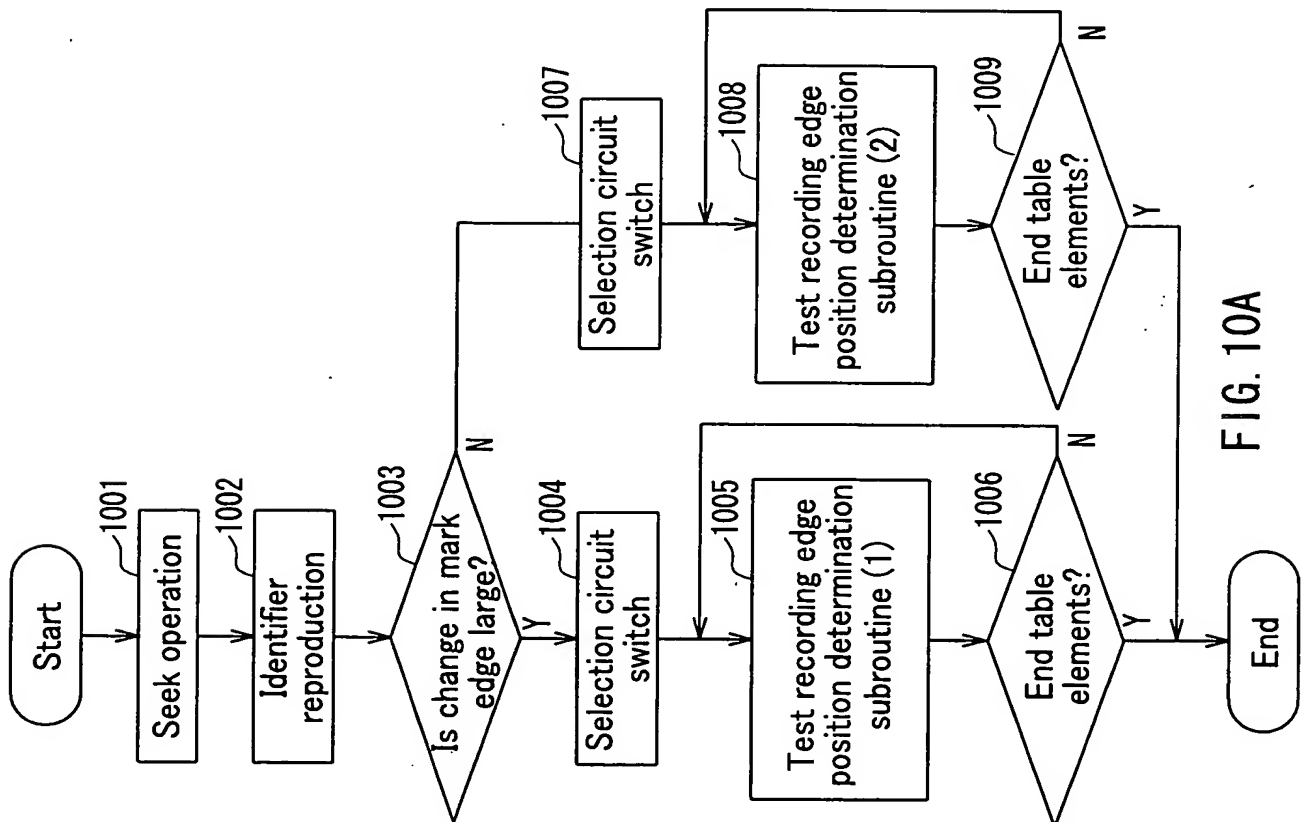 Start
1001
Seek operation
1002
Identifier
reproduction
1003
Is change in mark
edge large?
N
Y
1004
Selection circuit
switch
1005
Test recording edge
position determination
subroutine (1)
1006
End table
elements?
N
Y
1007
Selection circuit
switch
1008
Test recording edge
position determination
subroutine (2)
1009
End table
elements?
N
Y
End
FIG. 10A